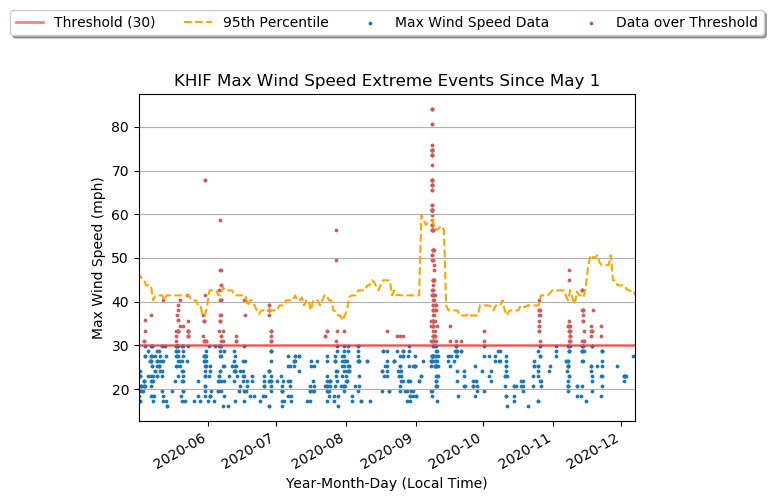 Threshold (30) 95th Percentile Max Wind Speed Data Data over Threshold
KHIF Max Wind Speed Extreme Events Since May 1
Max Wind Speed (mph)
80
70
60
50
40
30
20
2020-06 2020-07 2020-08 2020-09 2020-10 2020-11 2020-12
Year-Month-Day (Local Time)